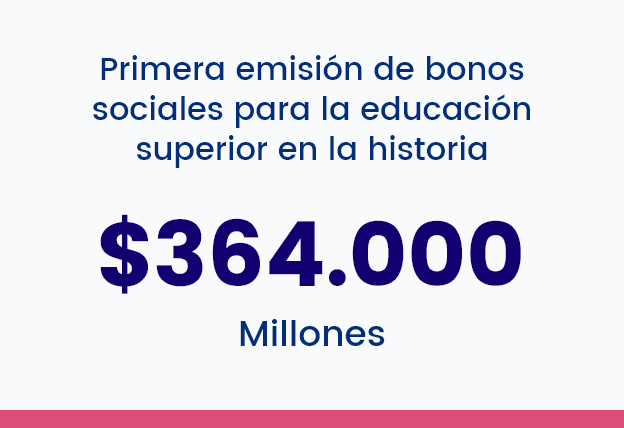 Primera emisión de bonos
sociales para la educación
superior en la historia
$364.000
Millones